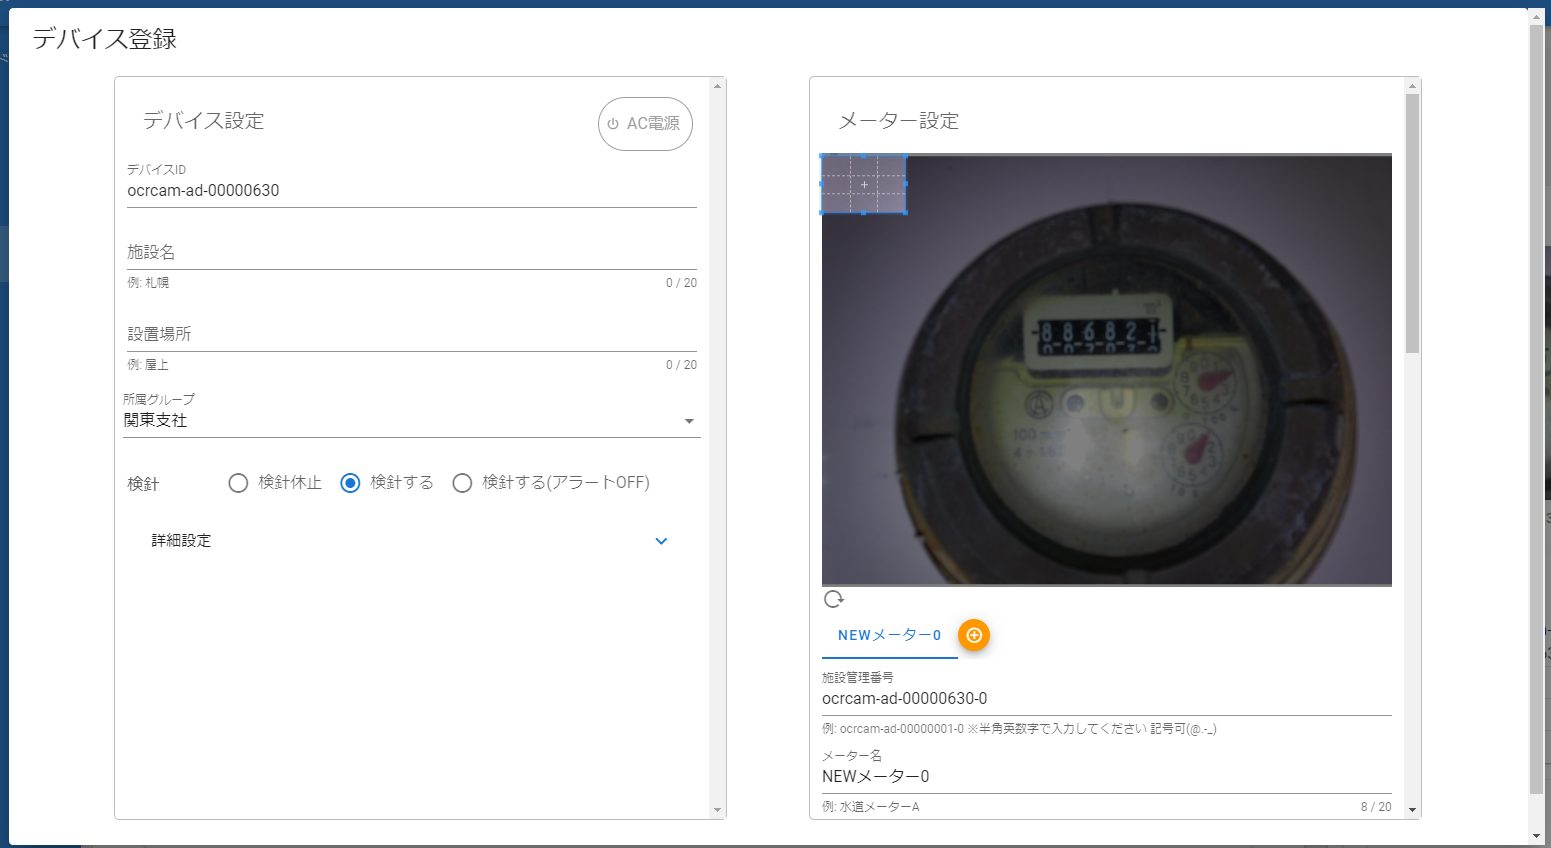 デバイス登録
デバイス設定
AC電源
デバイスID
ocrcam-ad-00000630
施設名
例: 札幌
0 / 20
設置場所
例: 屋上
0 / 20
所属グループ
関東支社
検針
検針休止
検針する
検針する(アラートOFF)
詳細設定
メーター設定
m³
886821
100 m
NEWメーター0
施設管理番号
ocrcam-ad-00000630-0
例: ocrcam-ad-00000001-0 ※半角英数字で入力してください 記号可(@.-_)
メーター名
NEWメーター0
例: 水道メーターA
8 / 20